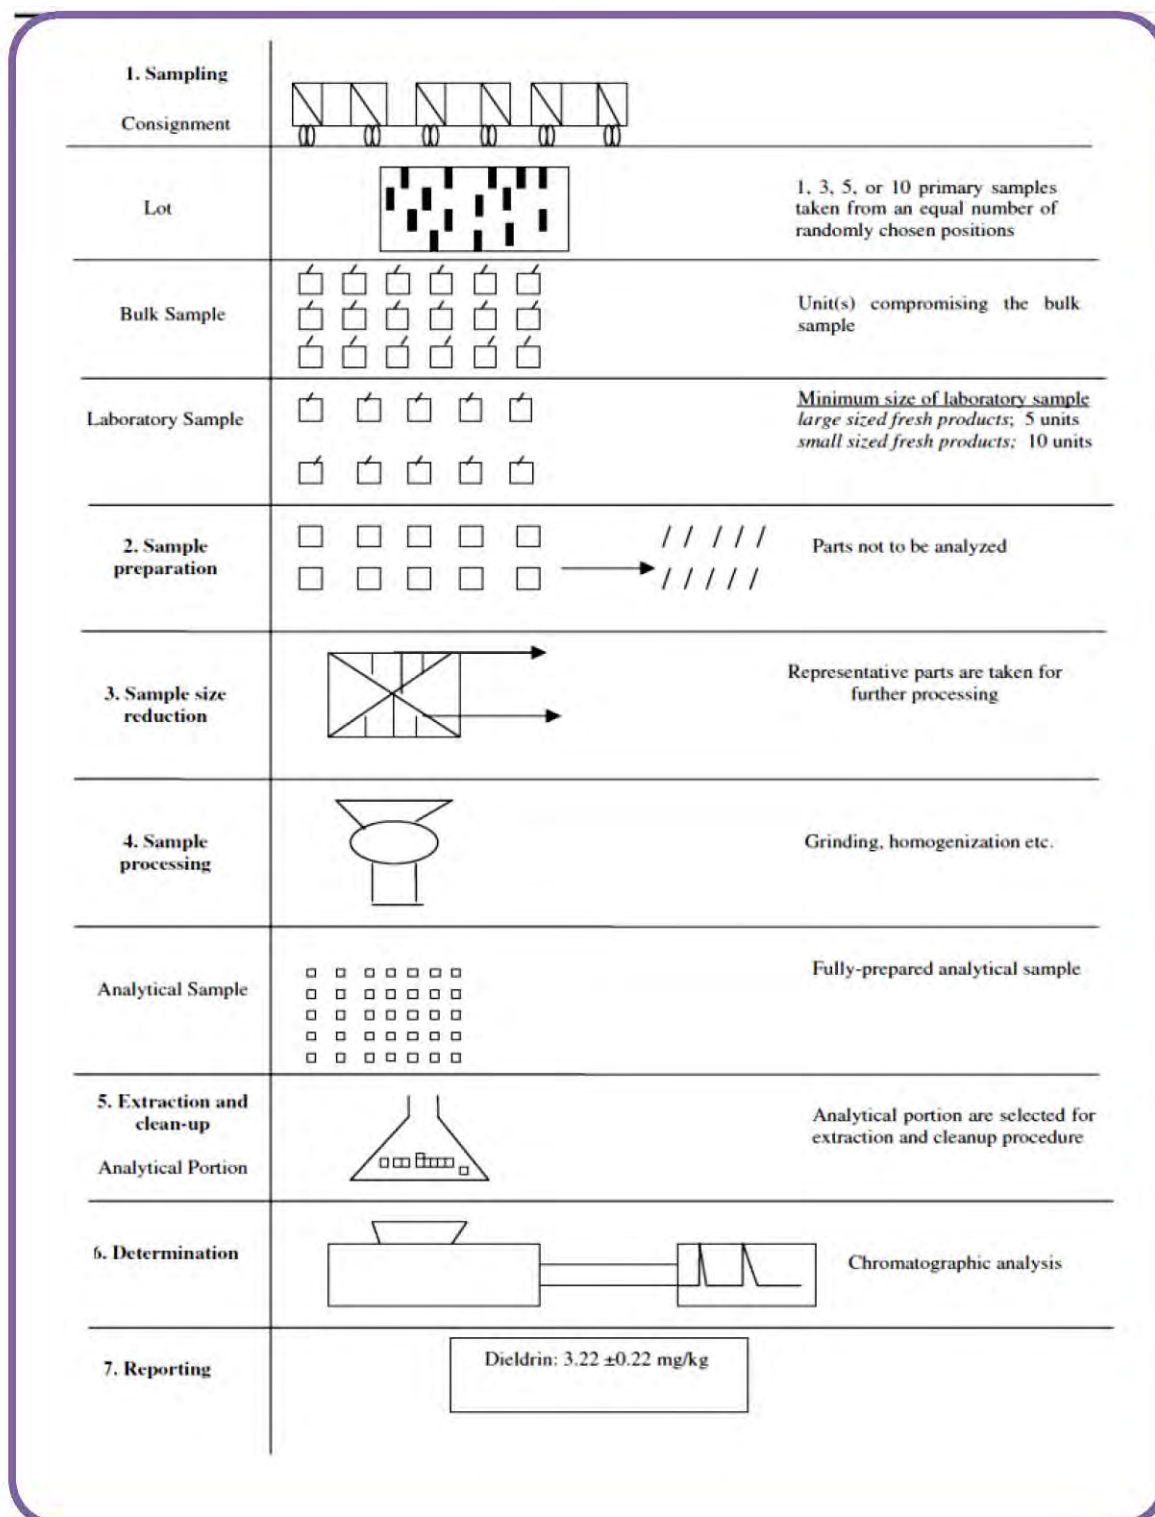 1. Sampling
Consignment
Lot
1, 3, 5, or 10 primary samples
taken from an equal number of
randomly chosen positions
Bulk Sample
Unit(s) compromising the bulk
sample
Laboratory Sample
Minimum size of laboratory sample
large sized fresh products; 5 units
small sized fresh products; 10 units
2. Sample
preparation
Parts not to be analyzed
3. Sample size
reduction
Representative parts are taken for
further processing
4. Sample
processing
Grinding, homogenization etc.
Analytical Sample
Fully-prepared analytical sample
5. Extraction and
clean-up
Analytical Portion
Analytical portion are selected for
extraction and cleanup procedure
6. Determination
Chromatographic analysis
7. Reporting
Dieldrin: 3.22 ±0.22 mg/kg